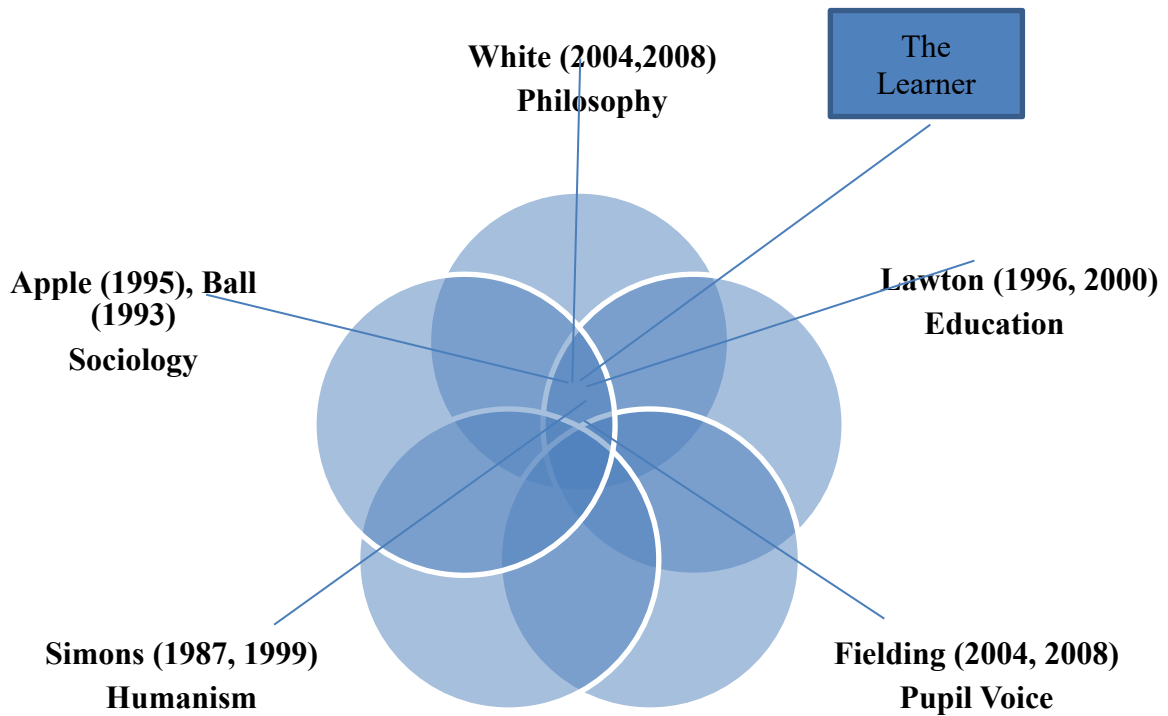 The
Learner
White (2004,2008)
Philosophy
Apple (1995), Ball
(1993)
Sociology
Lawton (1996, 2000)
Education
Simons (1987, 1999)
Humanism
Fielding (2004, 2008)
Pupil Voice